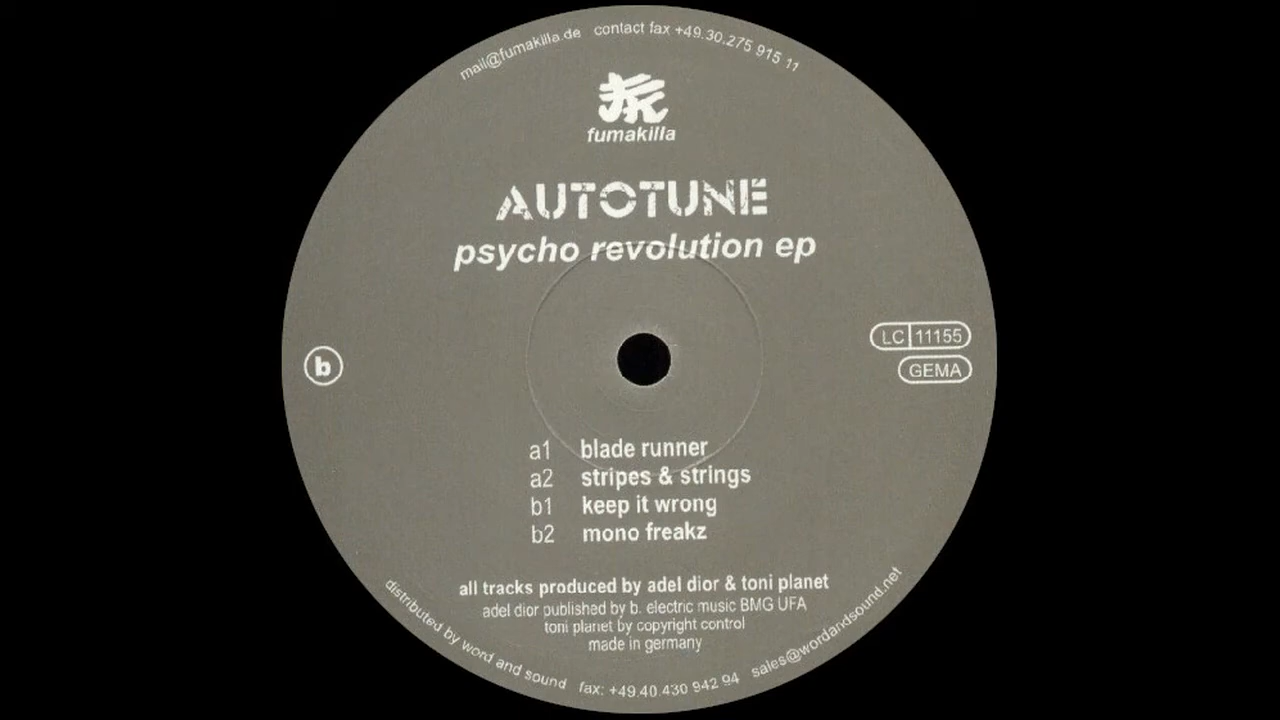 mail@fumakilla.de contact fax +49.30.275 915 11
fumakilla
AUTOTUNE
psycho revolution ep
b
LC 11155
GEMA
a1 blade runner
a2 stripes & strings
b1 keep it wrong
b2 mono freakz
all tracks produced by adel dior & toni planet
adel dior published by b. electric music BMG UFA
toni planet by copyright control
made in germany
distributed by word and sound fax: +49.40.430 942 94 sales@wordandsound.net